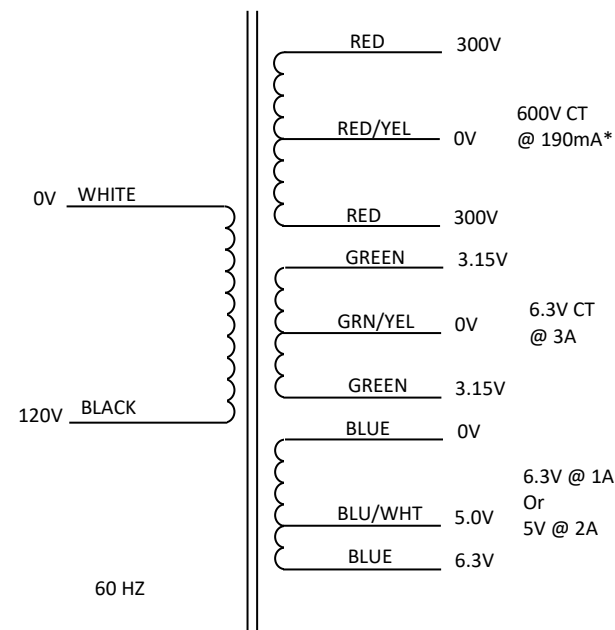 RED 300V
RED/YEL 0V
600V CT
@ 190mA*
RED 300V
0V WHITE
120V BLACK
GREEN 3.15V
GRN/YEL 0V
6.3V CT
@ 3A
GREEN 3.15V
BLUE 0V
BLU/WHT 5.0V
6.3V @ 1A
Or
5V @ 2A
BLUE 6.3V
60 HZ